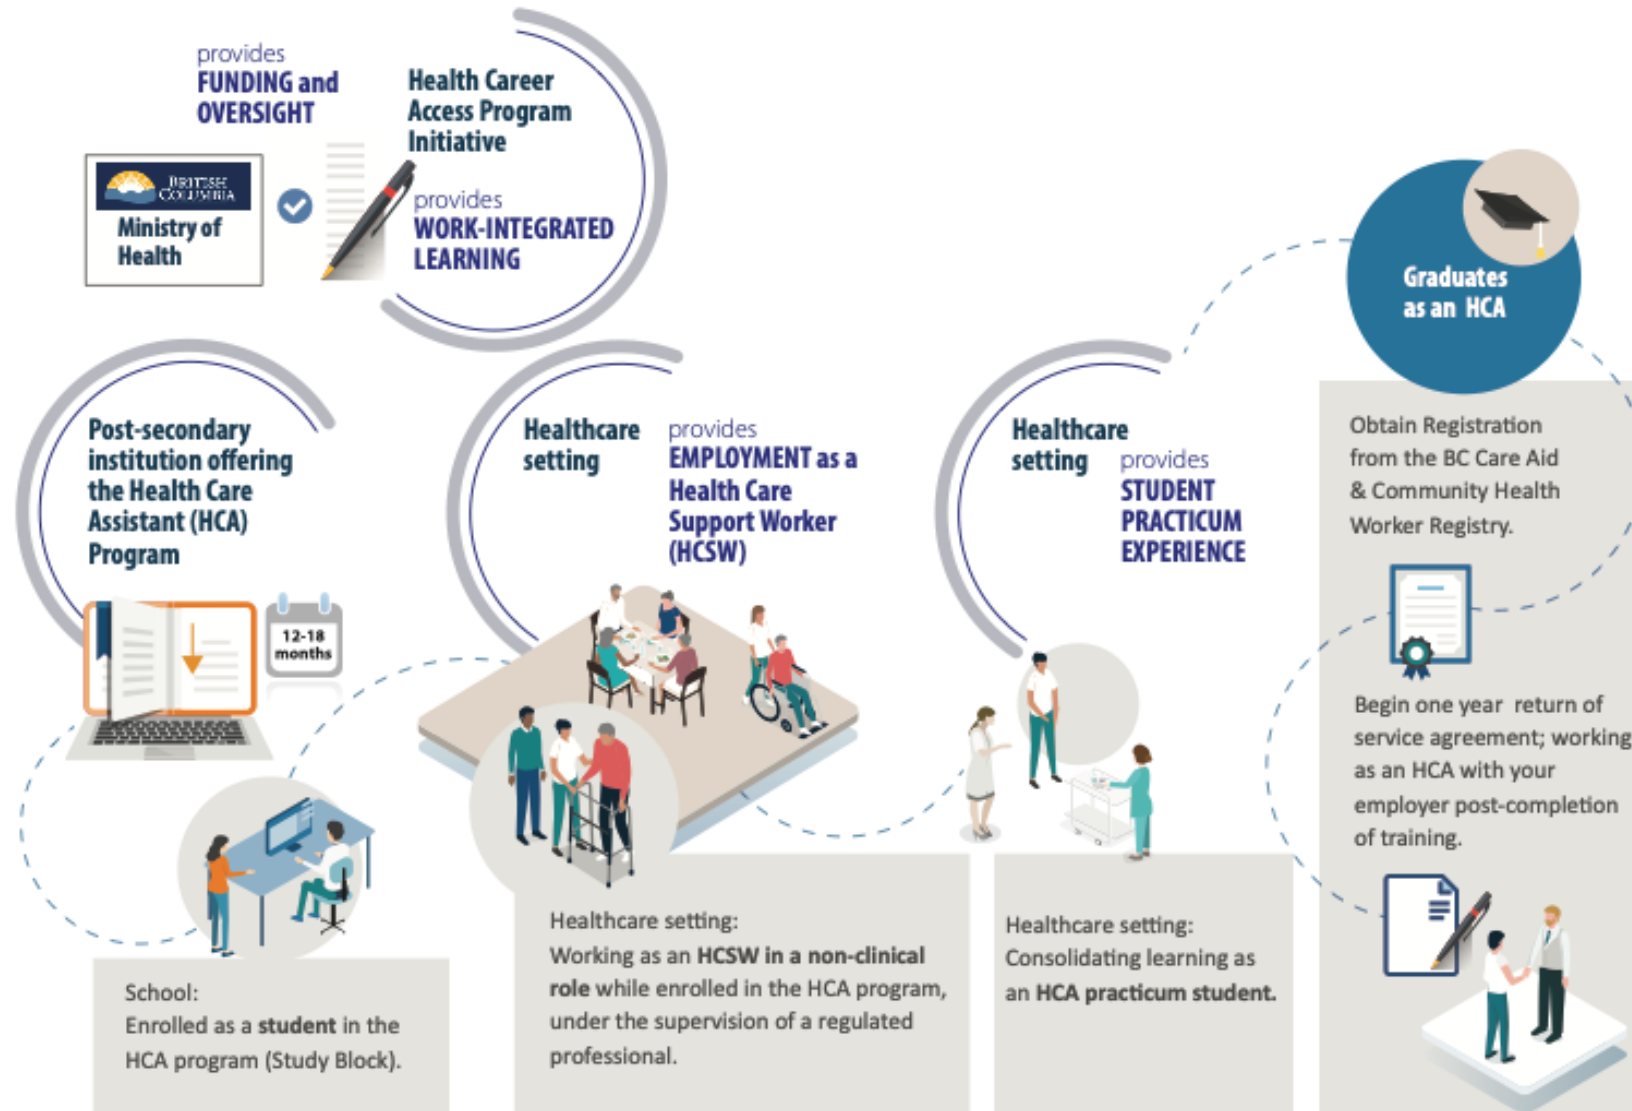 provides
FUNDING and
OVERSIGHT
BRITISH
COLUMBIA
Ministry of
Health
Health Career
Access Program
Initiative
provides
WORK-INTEGRATED
LEARNING
Post-secondary
institution offering
the Health Care
Assistant (HCA)
Program
12-18
months
School:
Enrolled as a student in the
HCA program (Study Block).
Healthcare
setting
provides
EMPLOYMENT as a
Health Care
Support Worker
(HCSW)
Healthcare setting:
Working as an HCSW in a non-clinical
role while enrolled in the HCA program,
under the supervision of a regulated
professional.
Healthcare
setting
provides
STUDENT
PRACTICUM
EXPERIENCE
Healthcare setting:
Consolidating learning as
an HCA practicum student.
Graduates
as an HCA
Obtain Registration
from the BC Care Aid
& Community Health
Worker Registry.
Begin one year return of
service agreement; working
as an HCA with your
employer post-completion
of training.